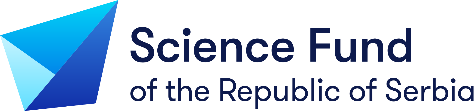 Science Fund
of the Republic of Serbia